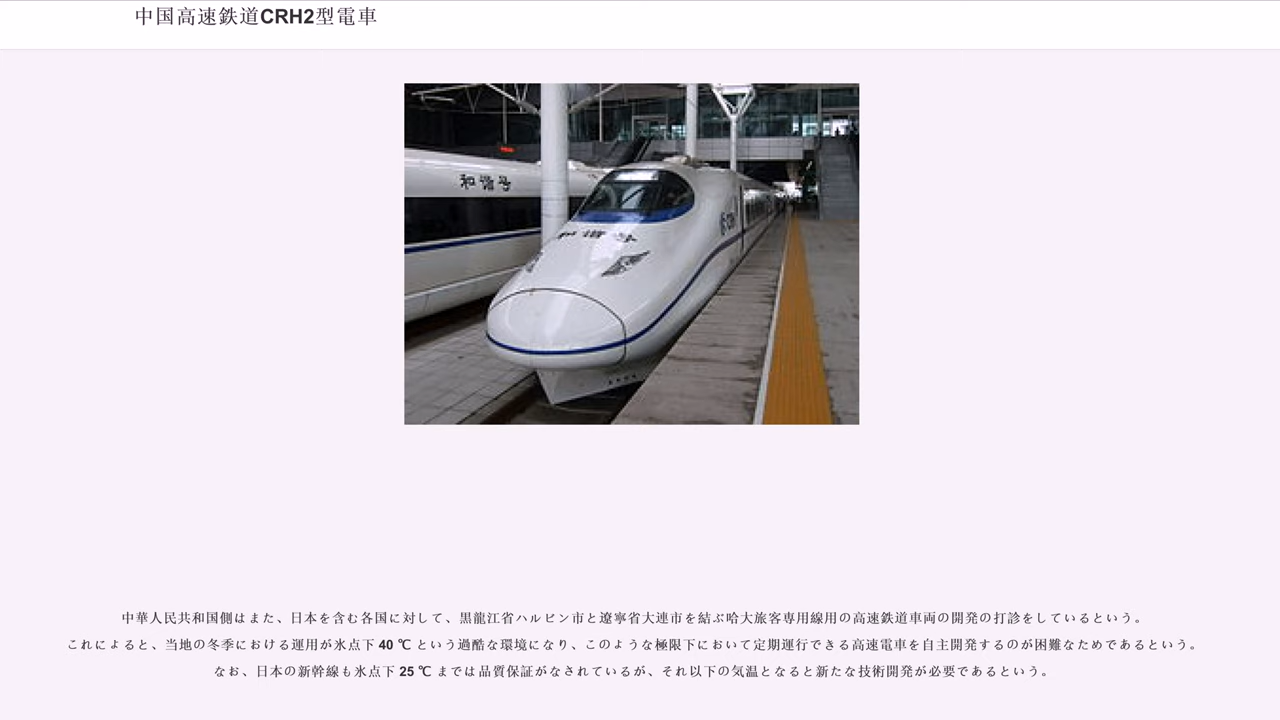 中国高速鉄道CRH2型電車
和谐号
和谐号
CRH
中華人民共和国側はまた、日本を含む各国に対して、黒龍江省ハルビン市と遼寧省大連市を結ぶ哈大旅客専用線用の高速鉄道車両の開発の打診をしているという。
これによると、当地の冬季における運用が氷点下 40 ℃ という過酷な環境になり、このような極限下において定期運行できる高速電車を自主開発するのが困難なためであるという。
なお、日本の新幹線も氷点下 25 ℃ までは品質保証がなされているが、それ以下の気温となると新たな技術開発が必要であるという。